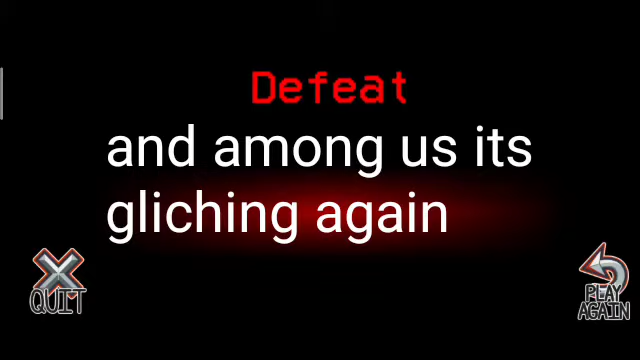 Defeat
and among us its
gliching again
QUIT
PLAY
AGAIN